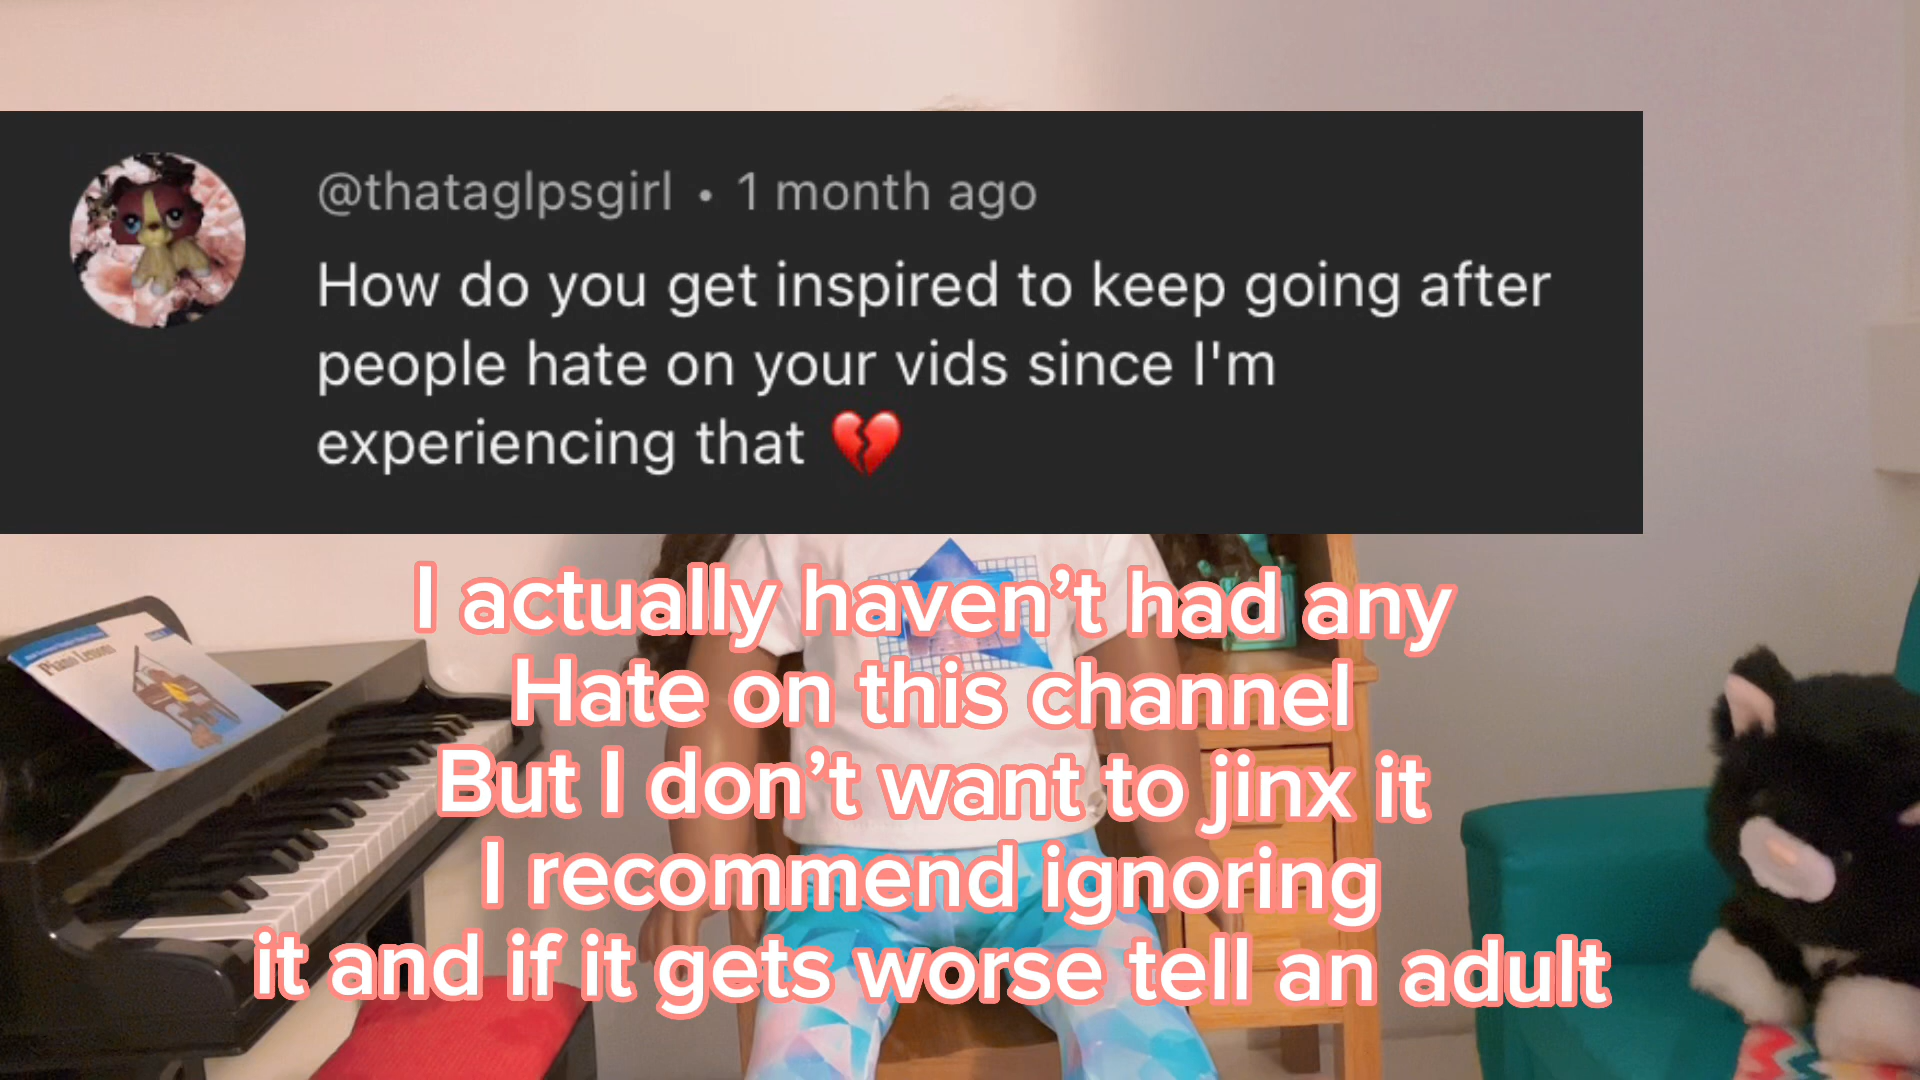 @thataglpsgirl • 1 month ago
How do you get inspired to keep going after
people hate on your vids since I'm
experiencing that 💔
I actually haven't had any
Hate on this channel
But I don't want to jinx it
I recommend ignoring
it and if it gets worse tell an adult
Piano Lesson